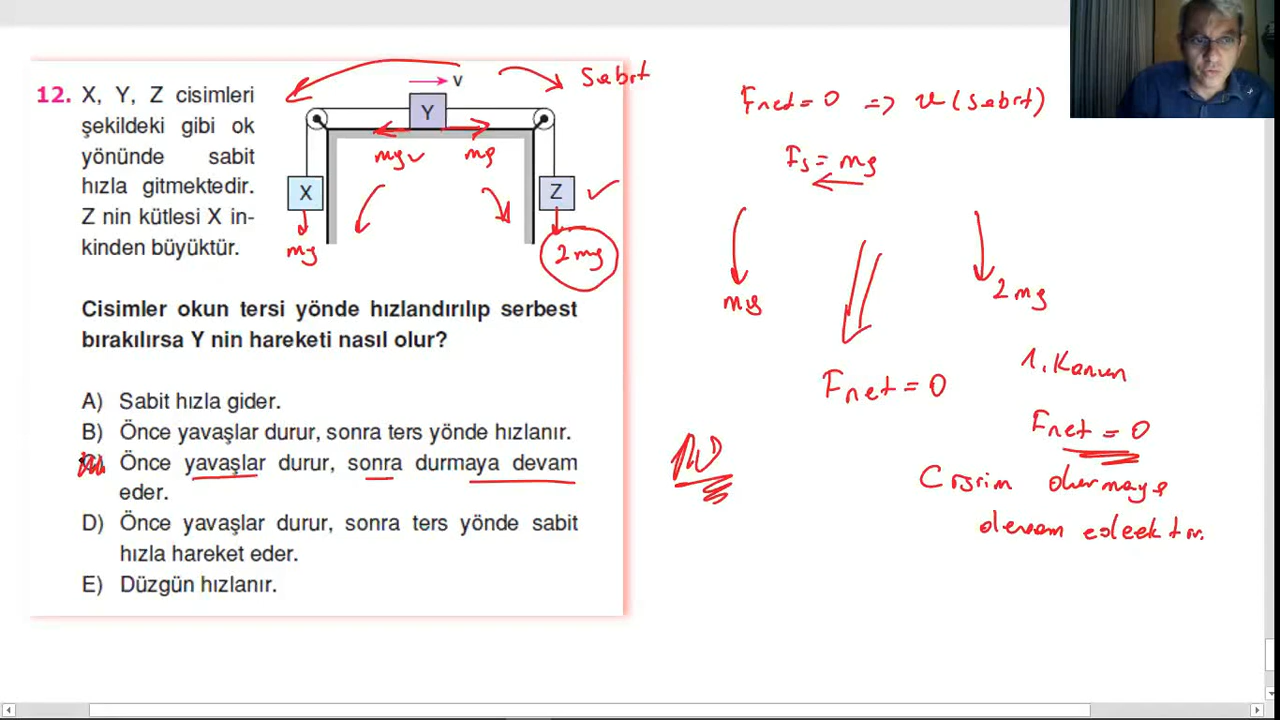 12. X, Y, Z cisimleri
şekildeki gibi ok
yönünde sabit
hızla gitmektedir.
Z nin kütlesi X in-
kinden büyüktür.
v
Sabit
Y
mg
mg
X
Z
mg
2mg
Cisimler okun tersi yönde hızlandırılıp serbest
bırakılırsa Y nin hareketi nasıl olur?
A) Sabit hızla gider.
B) Önce yavaşlar durur, sonra ters yönde hızlanır.
Önce yavaşlar durur, sonra durmaya devam
eder.
D) Önce yavaşlar durur, sonra ters yönde sabit
hızla hareket eder.
E) Düzgün hızlanır.
Fnet = 0 => v (sabit)
Fs = mg
mg
2mg
Fnet = 0
1. Kanun
Fnet = 0
Cisim durmaya
devam edecektir.